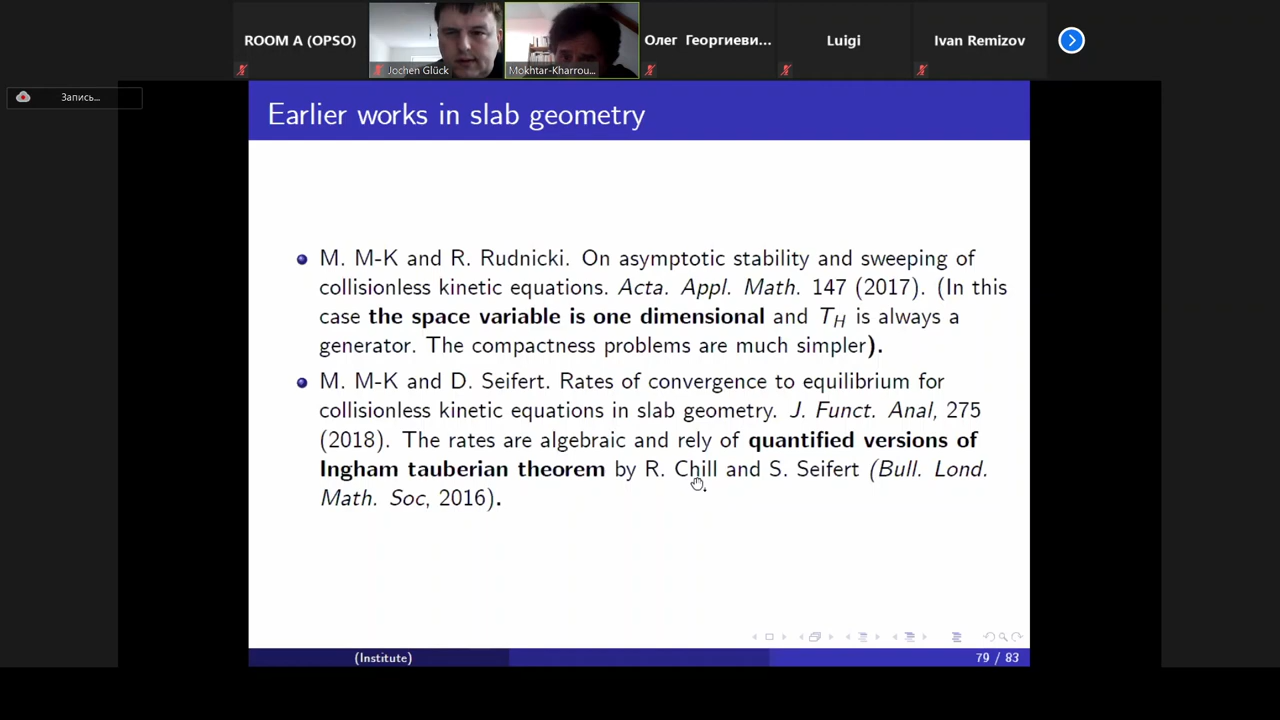 ROOM A (OPSO)
Jochen Glück
Mokhtar-Kharrou...
Олег Георгиеви...
Luigi
Ivan Remizov
Запись...
Earlier works in slab geometry
M. M-K and R. Rudnicki. On asymptotic stability and sweeping of
collisionless kinetic equations. Acta. Appl. Math. 147 (2017). (In this
case the space variable is one dimensional and T_H is always a
generator. The compactness problems are much simpler).
M. M-K and D. Seifert. Rates of convergence to equilibrium for
collisionless kinetic equations in slab geometry. J. Funct. Anal, 275
(2018). The rates are algebraic and rely of quantified versions of
Ingham tauberian theorem by R. Chill and S. Seifert (Bull. Lond.
Math. Soc, 2016).
(Institute)
79 / 83